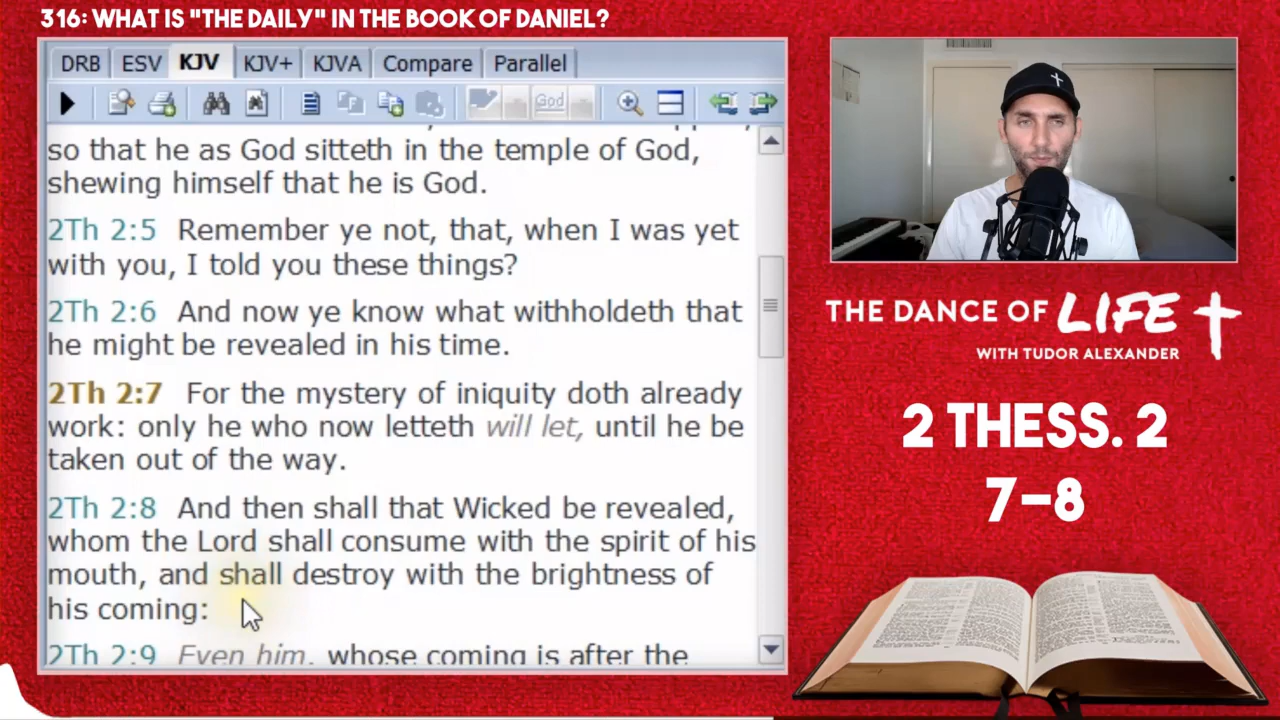 316: WHAT IS "THE DAILY" IN THE BOOK OF DANIEL?
DRB ESV KJV KJV+ KJVA Compare Parallel
God
so that he as God sitteth in the temple of God,
shewing himself that he is God.
2Th 2:5 Remember ye not, that, when I was yet
with you, I told you these things?
2Th 2:6 And now ye know what withholdeth that
he might be revealed in his time.
2Th 2:7 For the mystery of iniquity doth already
work: only he who now letteth will let, until he be
taken out of the way.
2Th 2:8 And then shall that Wicked be revealed,
whom the Lord shall consume with the spirit of his
mouth, and shall destroy with the brightness of
his coming:
2Th 2:9 Even him, whose coming is after the
THE DANCE OF LIFE
WITH TUDOR ALEXANDER
2 THESS. 2
7-8